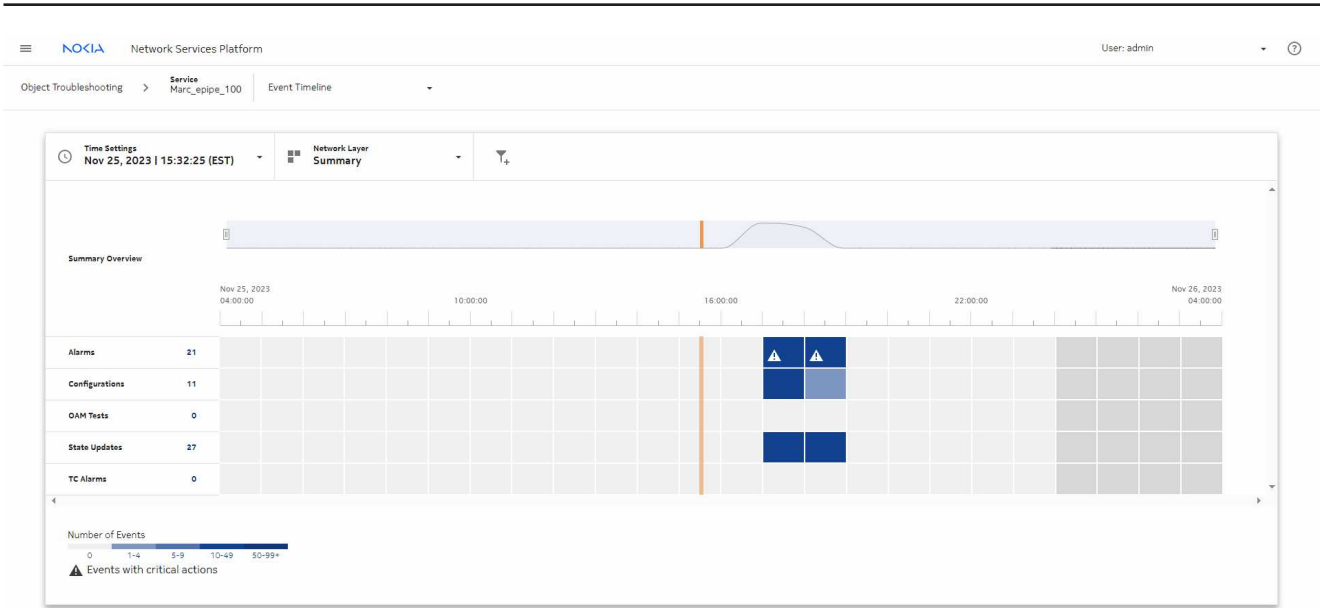 NOKIA Network Services Platform User: admin
Object Troubleshooting > Service Marc_epipe_100 Event Timeline
Time Settings
Nov 25, 2023 | 15:32:25 (EST)
Network Layer
Summary
Summary Overview
Nov 25, 2023 Nov 26, 2023
04:00:00 10:00:00 16:00:00 22:00:00 04:00:00
Alarms 21
Configurations 11
OAM Tests 0
State Updates 27
TC Alarms 0
Number of Events
0 1-4 5-9 10-49 50-99+
Events with critical actions